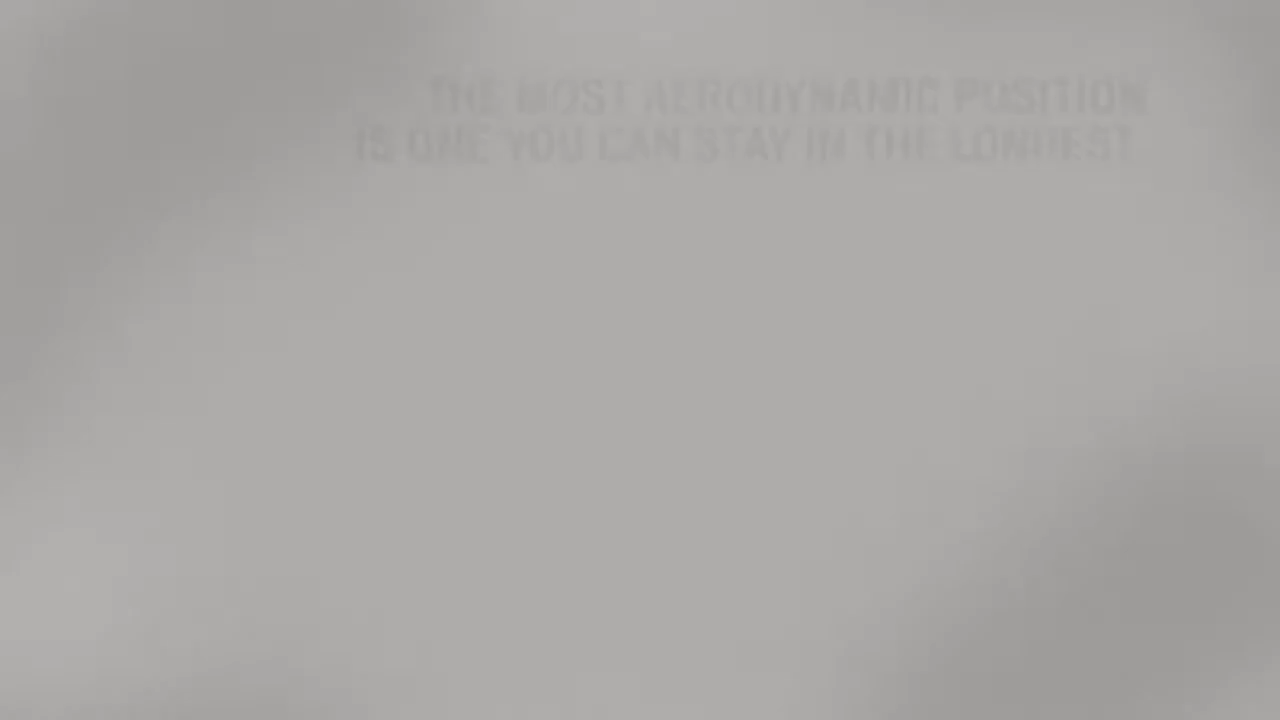 THE MOST AERODYNAMIC POSITION
IS ONE YOU CAN STAY IN THE LONGEST